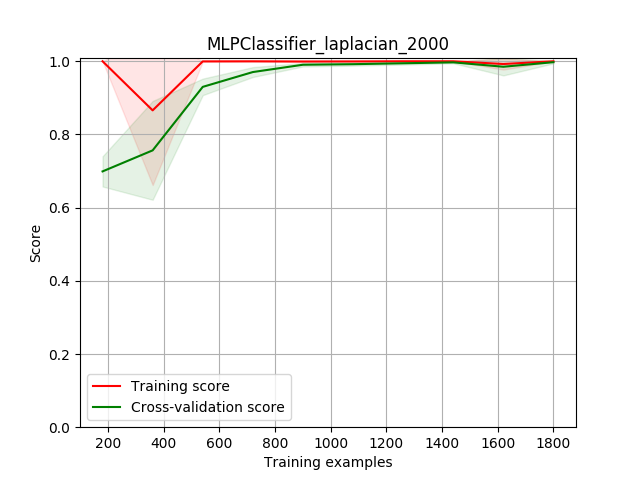 MLPClassifier_laplacian_2000
1.0
0.8
0.6
0.4
0.2
0.0
Score
Training score
Cross-validation score
200 400 600 800 1000 1200 1400 1600 1800
Training examples